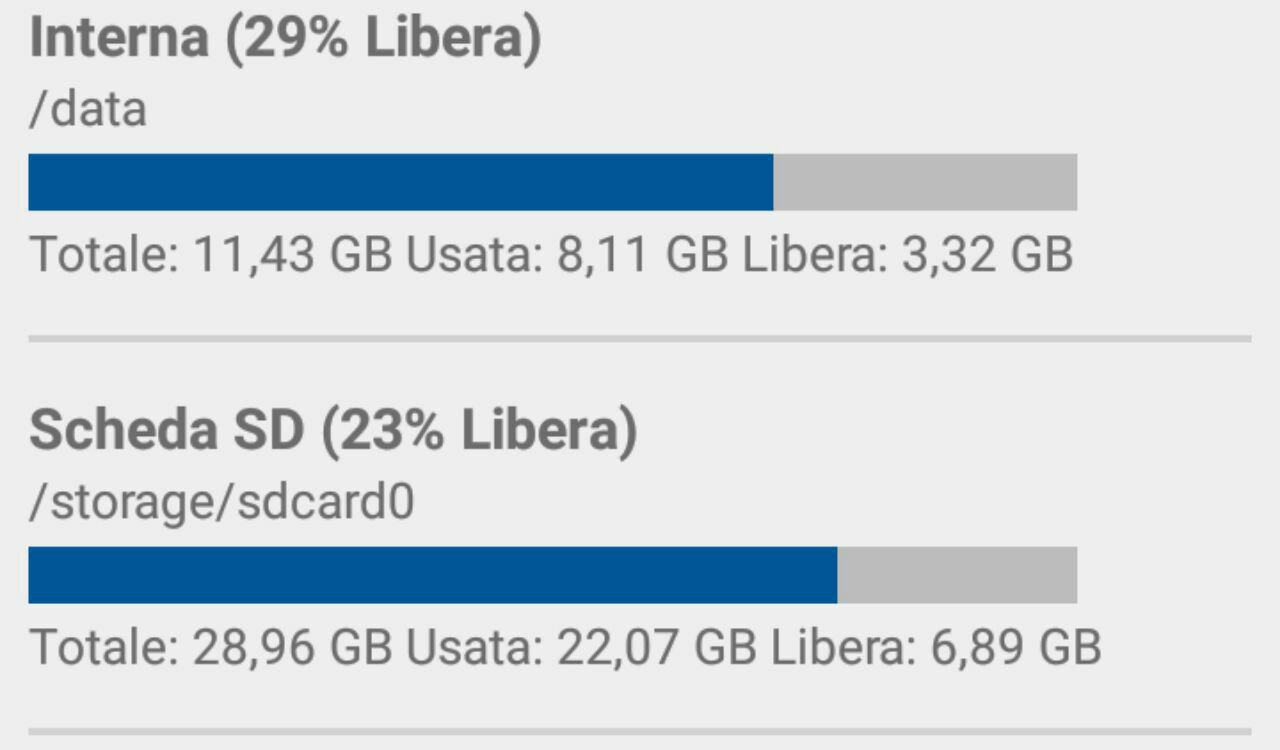 Interna (29% Libera)
/data
Totale: 11,43 GB Usata: 8,11 GB Libera: 3,32 GB
Scheda SD (23% Libera)
/storage/sdcard0
Totale: 28,96 GB Usata: 22,07 GB Libera: 6,89 GB